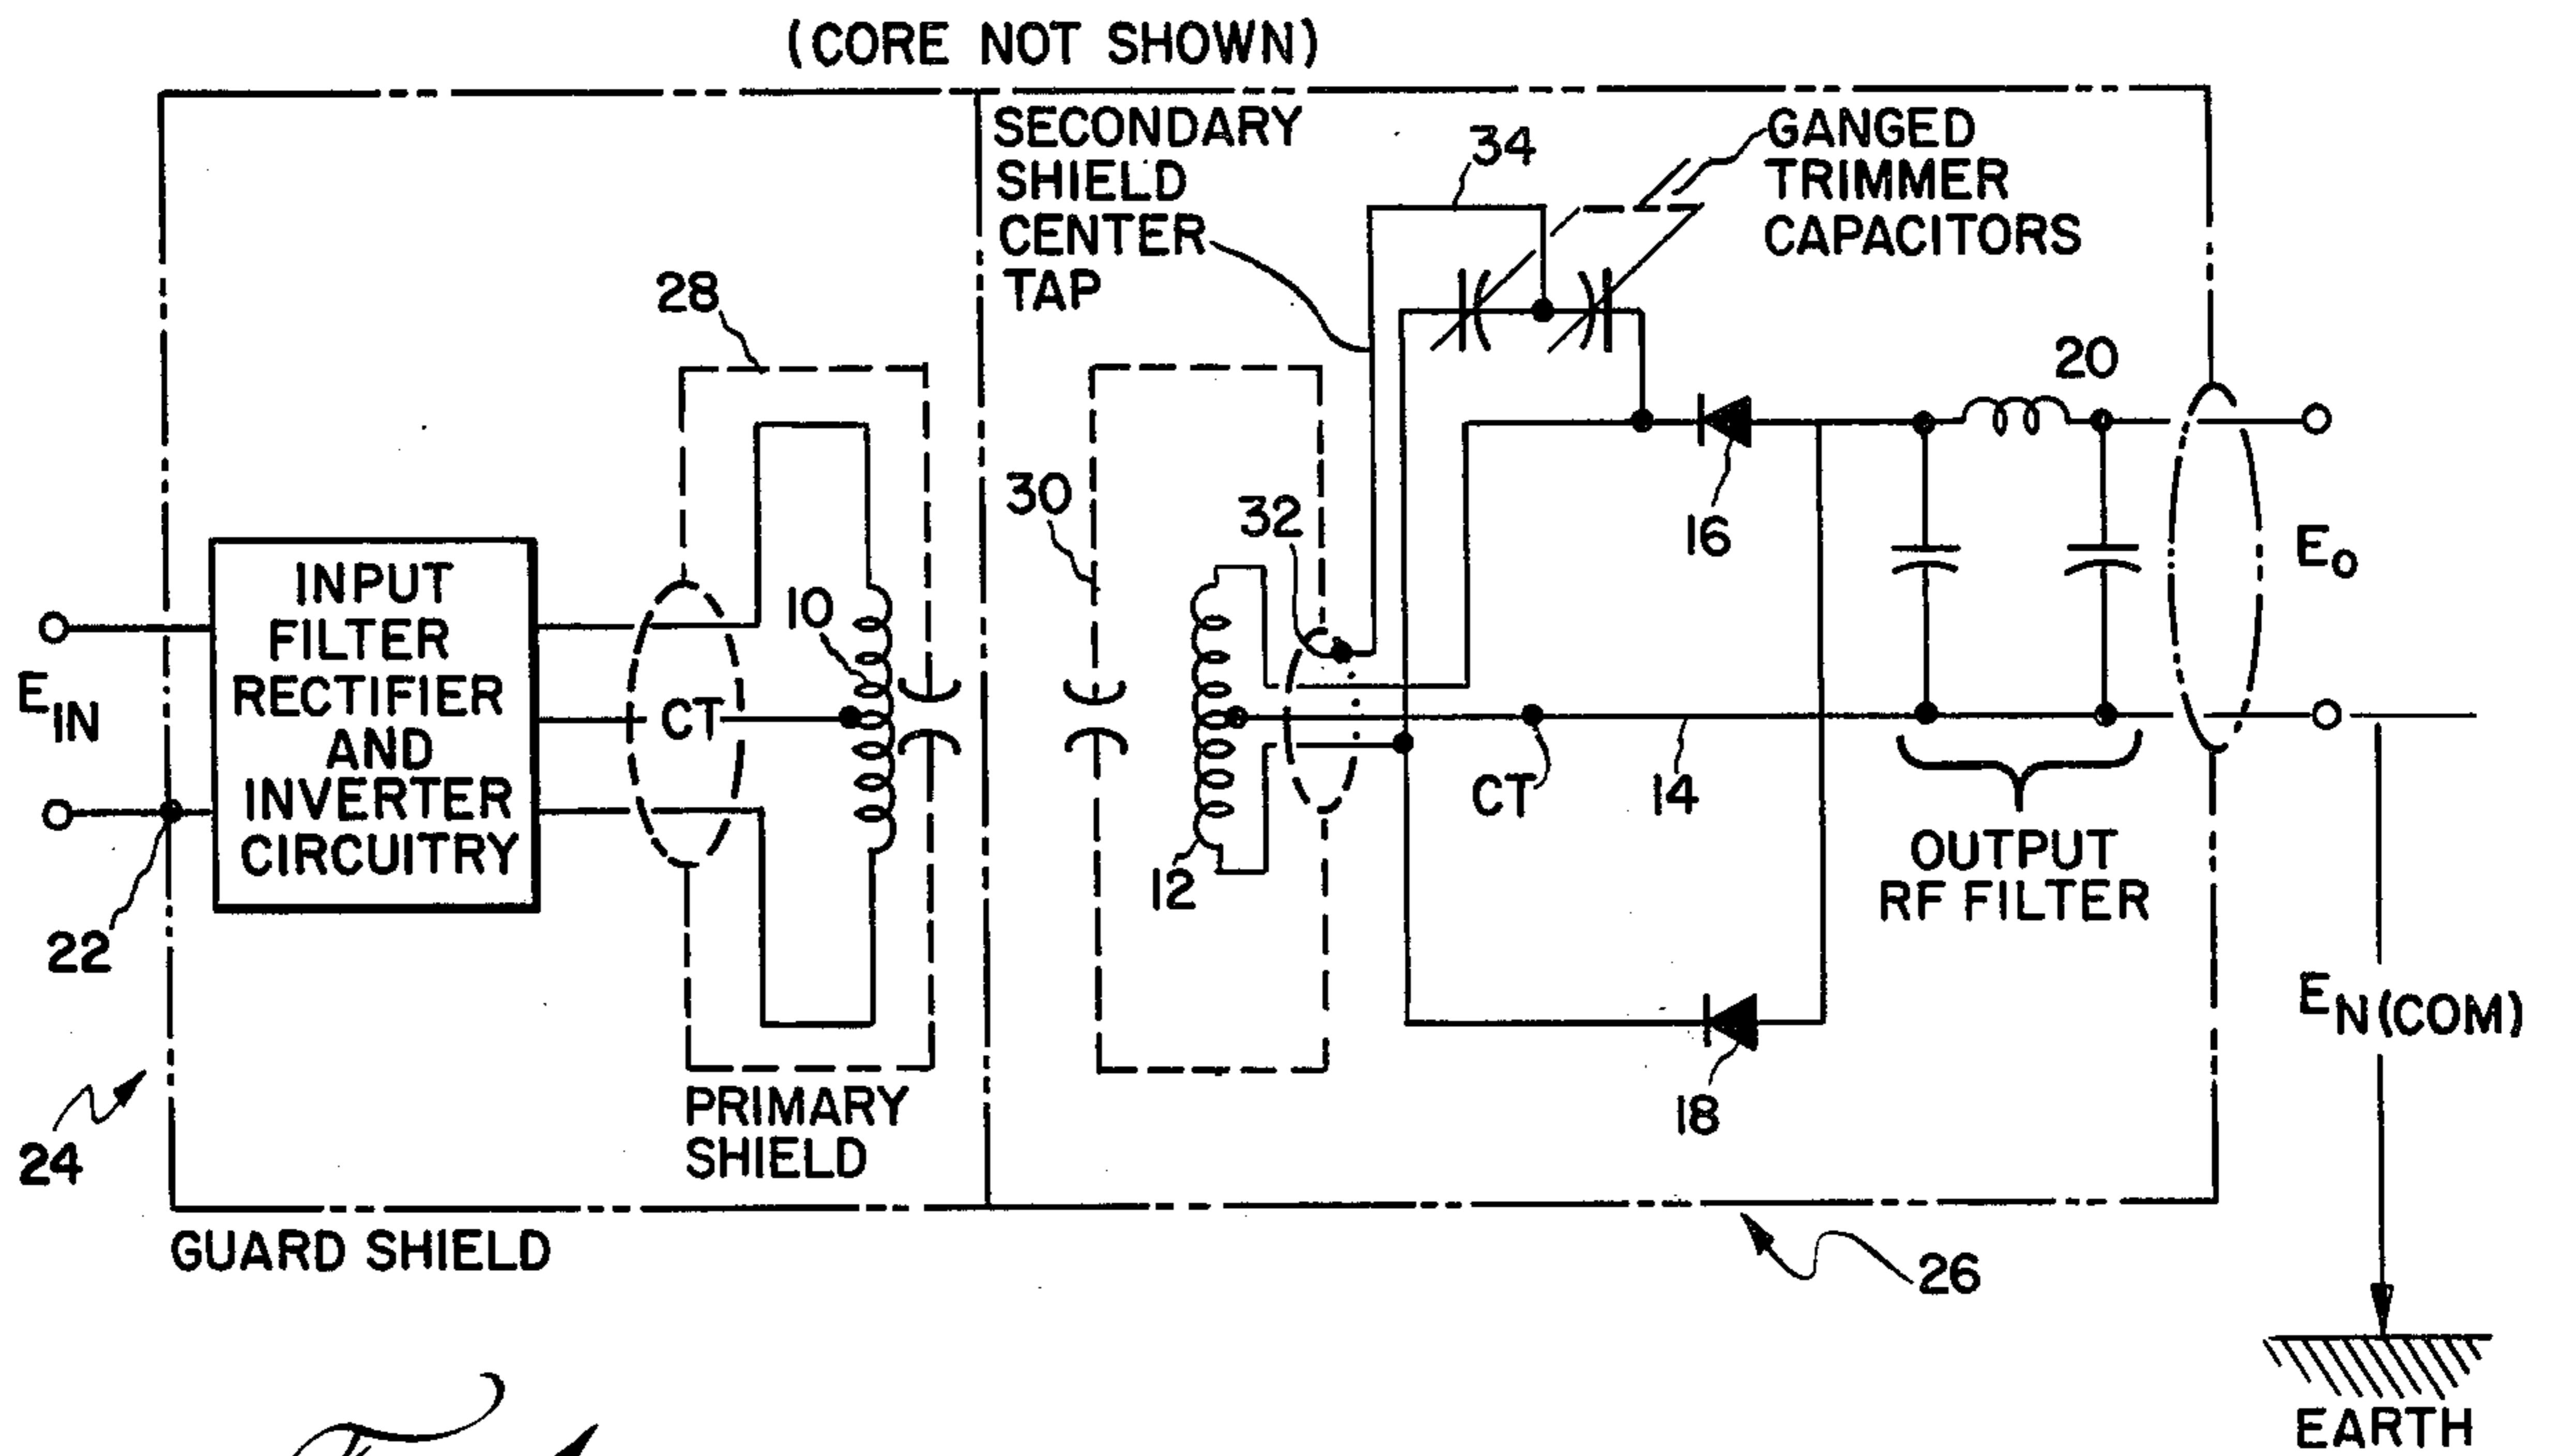 (CORE NOT SHOWN)
SECONDARY
SHIELD
CENTER
TAP
34
GANGED
TRIMMER
CAPACITORS
28
20
30
32
16
E_O
INPUT
FILTER
RECTIFIER
AND
INVERTER
CIRCUITRY
10
CT
E_IN
22
12
CT
14
OUTPUT
RF FILTER
E_N(COM)
18
PRIMARY
SHIELD
24
GUARD SHIELD
26
EARTH